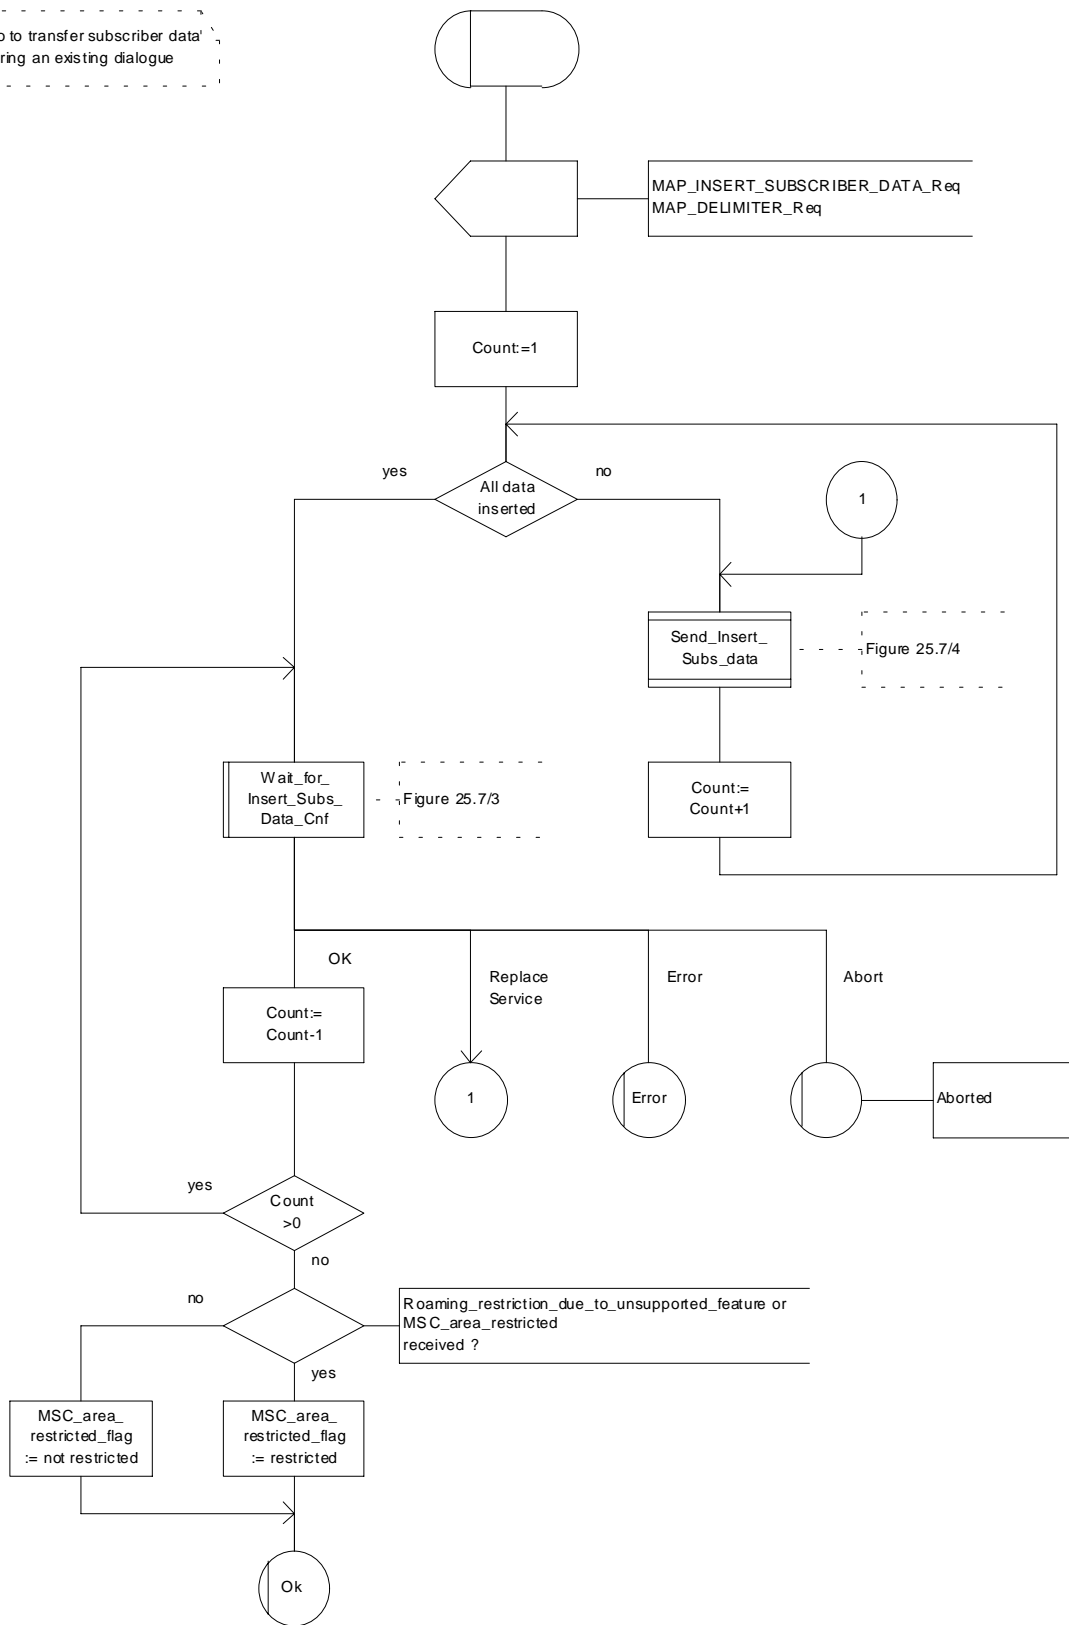 to transfer subscriber data'
an existing dialogue
MAP_INSERT_SUBSCRIBER_DATA_Req
MAP_DELIMITER_Req
Count:=1
yes
no
All data
inserted
1
Send_Insert_
Subs_data
Figure 25.7/4
Wait_for_
Insert_Subs_
Data_Cnf
Figure 25.7/3
Count:=
Count+1
OK
Replace
Service
Error
Abort
Count:=
Count-1
1
Error
Aborted
yes
Count
>0
no
no
Roaming_restriction_due_to_unsupported_feature or
MSC_area_restricted
received ?
yes
MSC_area_
restricted_flag
:= not restricted
MSC_area_
restricted_flag
:= restricted
Ok